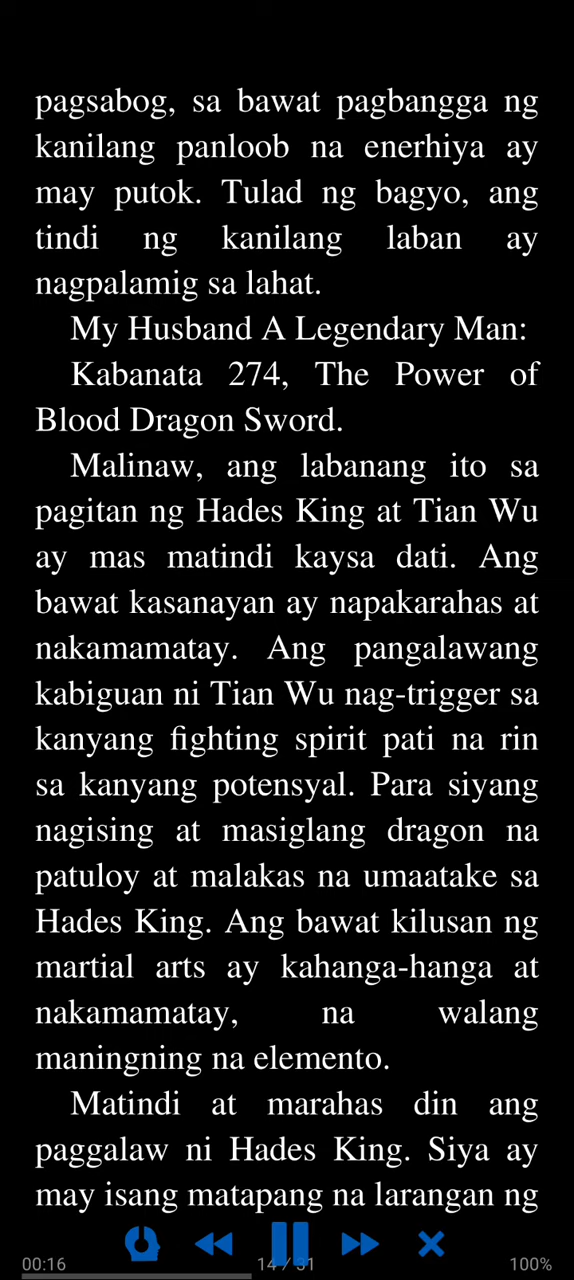 pagsabog, sa bawat pagbangga ng
kanilang panloob na enerhiya ay
may putok. Tulad ng bagyo, ang
tindi ng kanilang laban ay
nagpalamig sa lahat.
My Husband A Legendary Man:
Kabanata 274, The Power of
Blood Dragon Sword.
Malinaw, ang labanang ito sa
pagitan ng Hades King at Tian Wu
ay mas matindi kaysa dati. Ang
bawat kasanayan ay napakarahas at
nakamamatay. Ang pangalawang
kabiguan ni Tian Wu nag-trigger sa
kanyang fighting spirit pati na rin
sa kanyang potensyal. Para siyang
nagising at masiglang dragon na
patuloy at malakas na umaatake sa
Hades King. Ang bawat kilusan ng
martial arts ay kahanga-hanga at
nakamamatay, na walang
maningning na elemento.
Matindi at marahas din ang
paggalaw ni Hades King. Siya ay
may isang matapang na larangan ng
00:16 14 / 31 100%